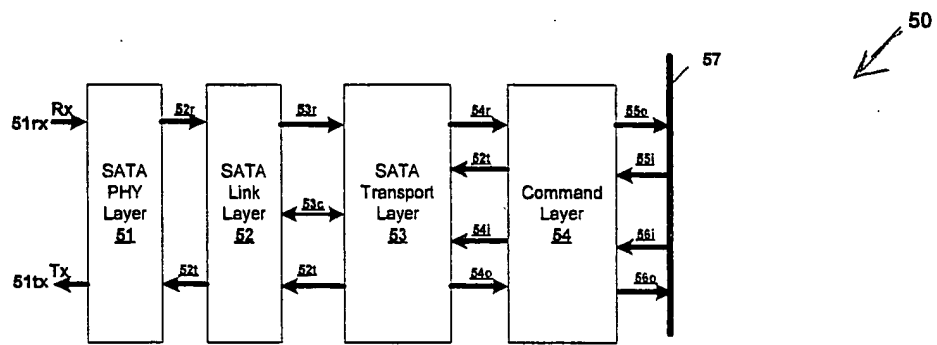 50
57
51rx Rx
52r
53r
54r
55o
52t
55i
SATA
PHY
Layer
51
SATA
Link
Layer
52
SATA
Transport
Layer
53
Command
Layer
54
53c
54i
56i
51tx Tx
52t
52t
54o
56o